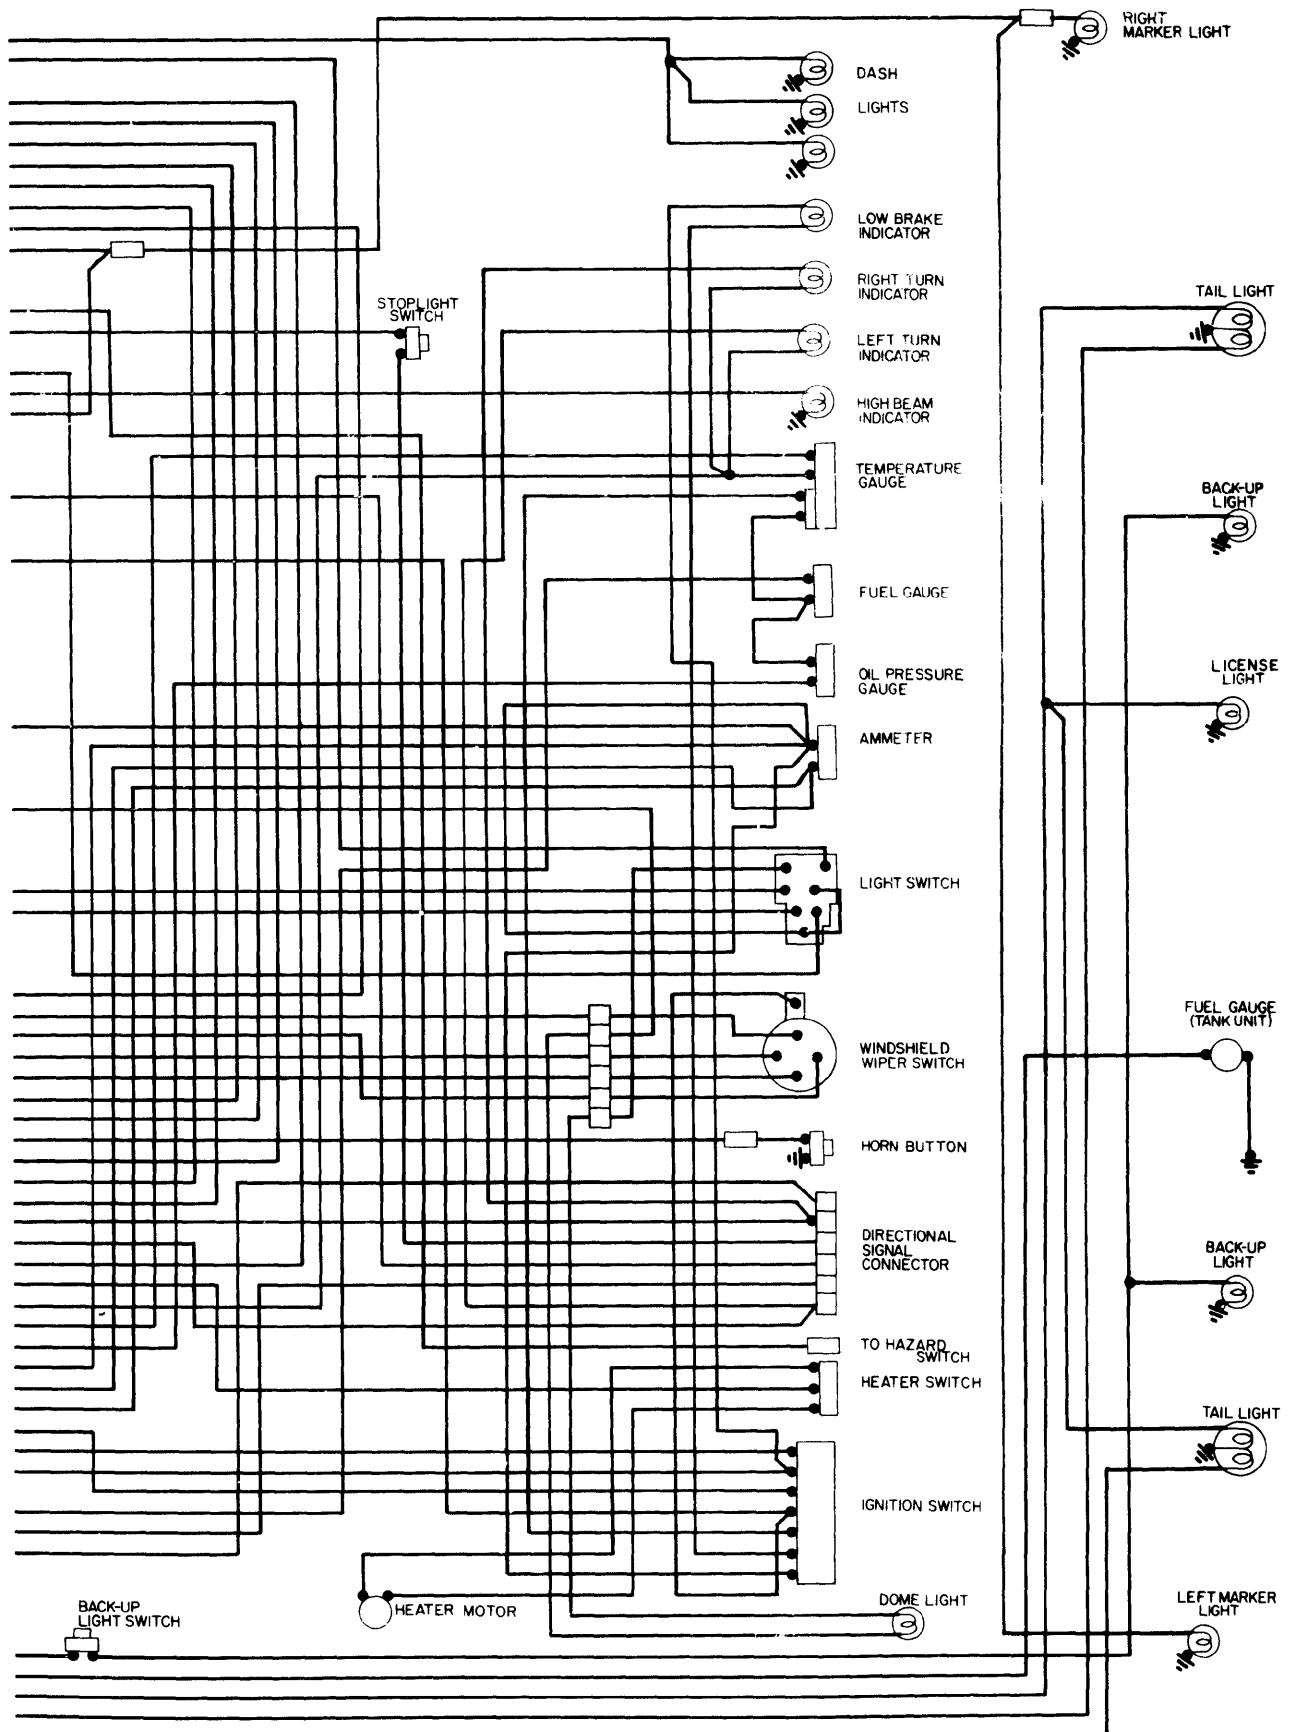 RIGHT
MARKER LIGHT
DASH
LIGHTS
LOW BRAKE
INDICATOR
RIGHT TURN
INDICATOR
STOPLIGHT
SWITCH
TAIL LIGHT
LEFT TURN
INDICATOR
HIGH BEAM
INDICATOR
TEMPERATURE
GAUGE
BACK-UP
LIGHT
FUEL GAUGE
LICENSE
LIGHT
OIL PRESSURE
GAUGE
AMMETER
LIGHT SWITCH
FUEL GAUGE
(TANK UNIT)
WINDSHIELD
WIPER SWITCH
HORN BUTTON
DIRECTIONAL
SIGNAL
CONNECTOR
BACK-UP
LIGHT
TO HAZARD
SWITCH
HEATER SWITCH
TAIL LIGHT
IGNITION SWITCH
DOME LIGHT
LEFT MARKER
LIGHT
BACK-UP
LIGHT SWITCH
HEATER MOTOR